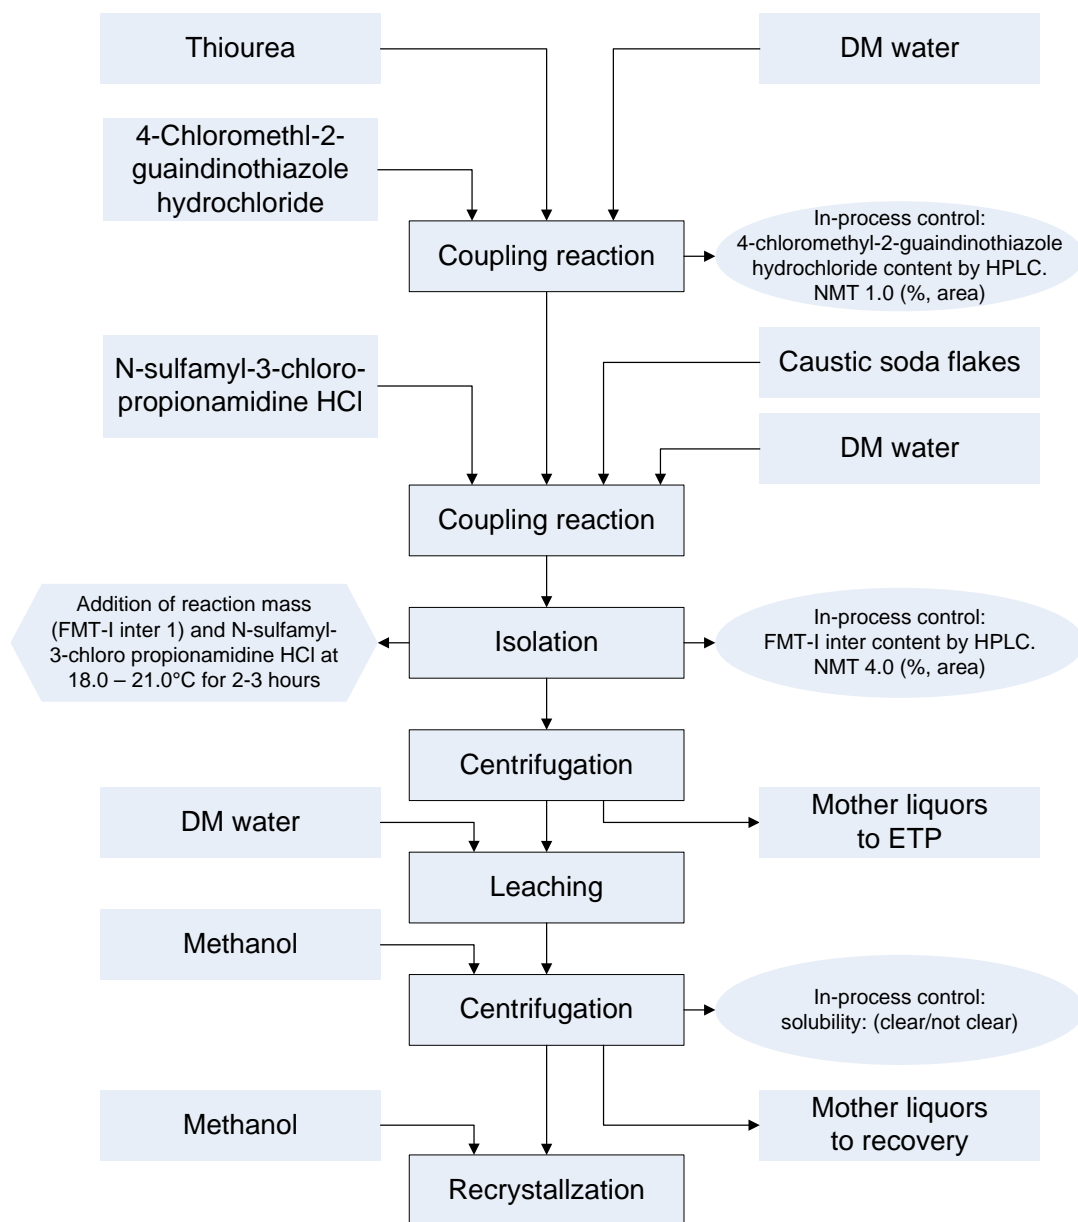 Thiourea
DM water
4-Chloromethl-2-
guaindinothiazole
hydrochloride
Coupling reaction
In-process control:
4-chloromethyl-2-guaindinothiazole
hydrochloride content by HPLC.
NMT 1.0 (%, area)
N-sulfamyl-3-chloro-
propionamidine HCl
Caustic soda flakes
DM water
Coupling reaction
Addition of reaction mass
(FMT-I inter 1) and N-sulfamyl-
3-chloro propionamidine HCl at
18.0 – 21.0°C for 2-3 hours
Isolation
In-process control:
FMT-I inter content by HPLC.
NMT 4.0 (%, area)
Centrifugation
DM water
Mother liquors
to ETP
Leaching
Methanol
Centrifugation
In-process control:
solubility: (clear/not clear)
Methanol
Mother liquors
to recovery
Recrystallzation